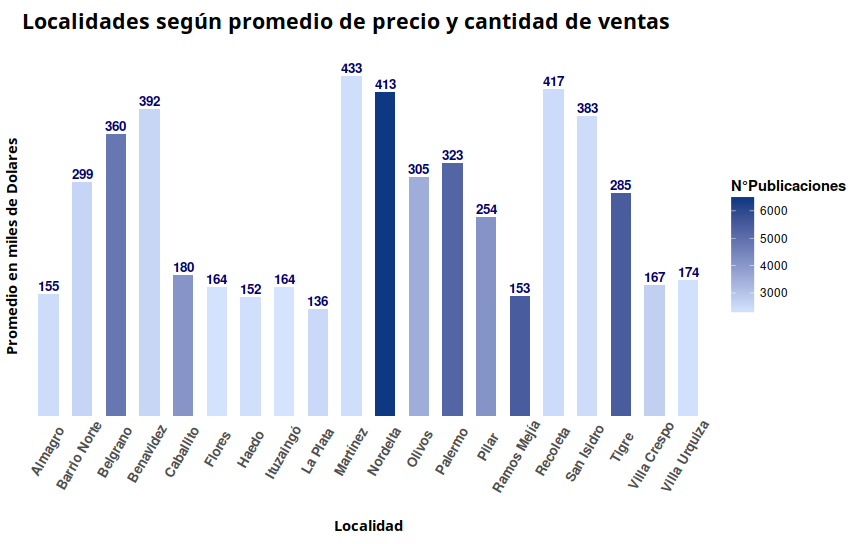 Localidades según promedio de precio y cantidad de ventas
Promedio en miles de Dolares
155
299
360
392
180
164
152
164
136
433
413
305
323
254
153
417
383
285
167
174
Almagro
Barrio Norte
Belgrano
Benavidez
Caballito
Flores
Haedo
Ituzaingó
La Plata
Martínez
Nordelta
Olivos
Palermo
Pilar
Ramos Mejía
Recoleta
San Isidro
Tigre
Villa Crespo
Villa Urquiza
Localidad
N°Publicaciones
6000
5000
4000
3000